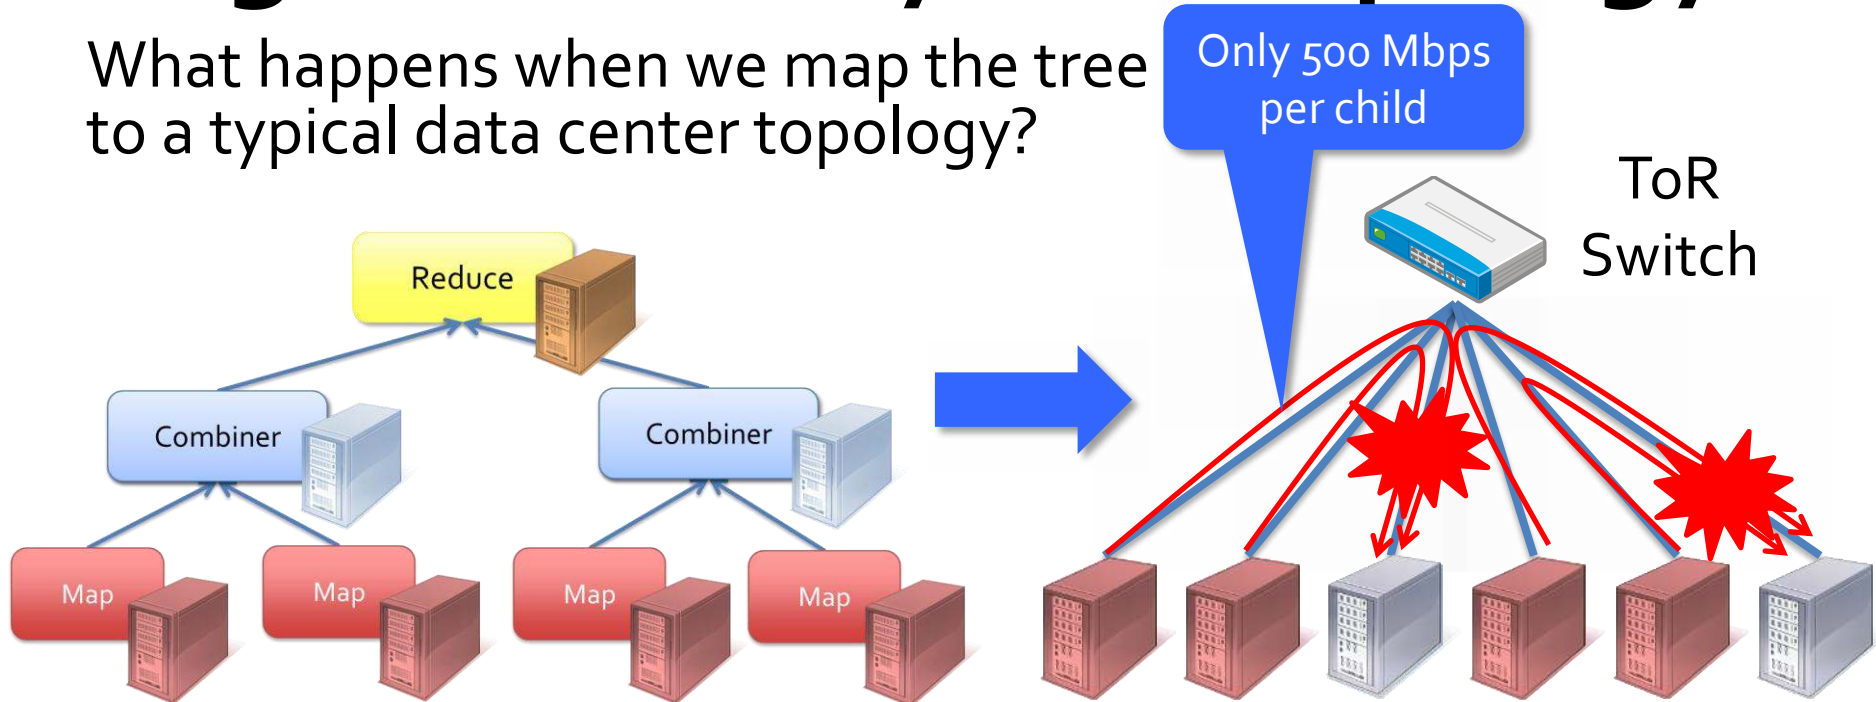 What happens when we map the tree
to a typical data center topology?
Only 500 Mbps
per child
ToR
Switch
Reduce
Combiner
Combiner
Map
Map
Map
Map